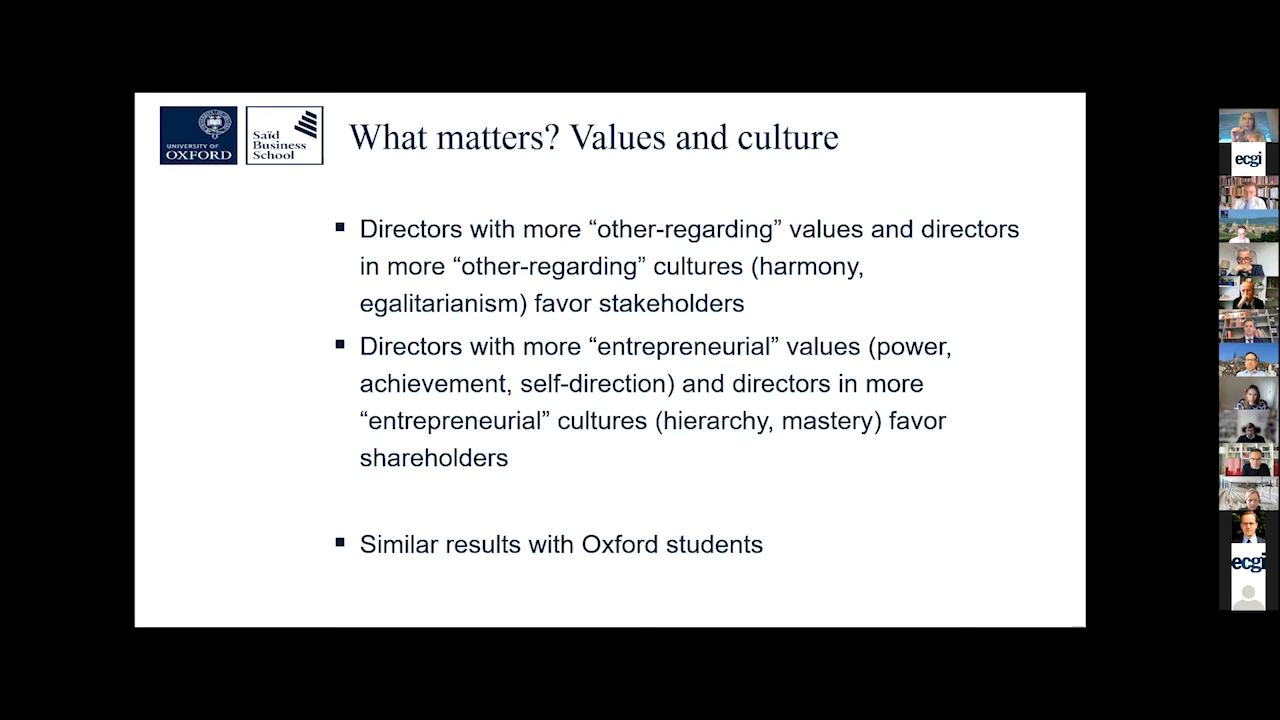 UNIVERSITY OF
OXFORD
Saïd
Business
School
What matters? Values and culture
Directors with more “other-regarding” values and directors
in more “other-regarding” cultures (harmony,
egalitarianism) favor stakeholders
Directors with more “entrepreneurial” values (power,
achievement, self-direction) and directors in more
“entrepreneurial” cultures (hierarchy, mastery) favor
shareholders
Similar results with Oxford students
ecgi
ecgi